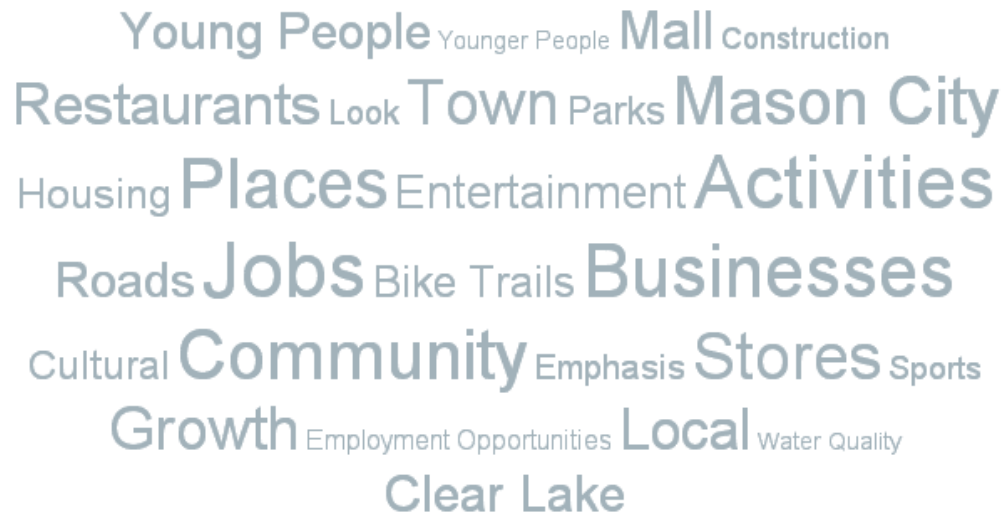 Young People Younger People Mall Construction
Restaurants Look Town Parks Mason City
Housing Places Entertainment Activities
Roads Jobs Bike Trails Businesses
Cultural Community Emphasis Stores Sports
Growth Employment Opportunities Local Water Quality
Clear Lake